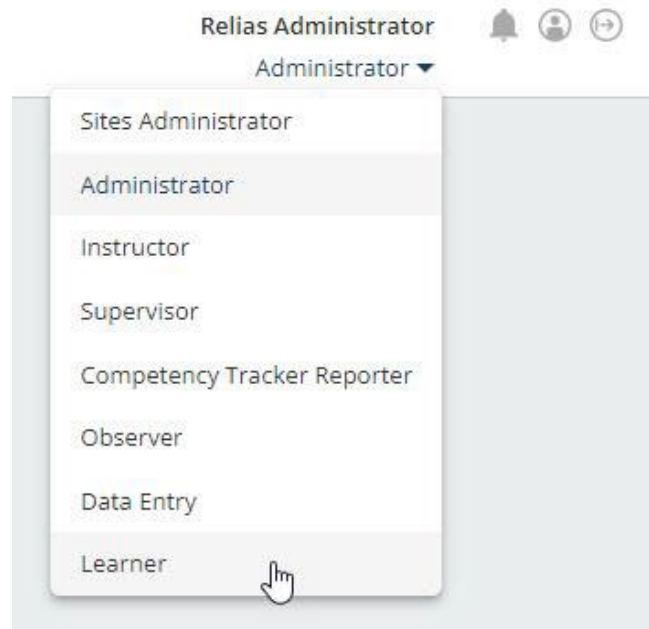 Relias Administrator
Administrator
Sites Administrator
Administrator
Instructor
Supervisor
Competency Tracker Reporter
Observer
Data Entry
Learner